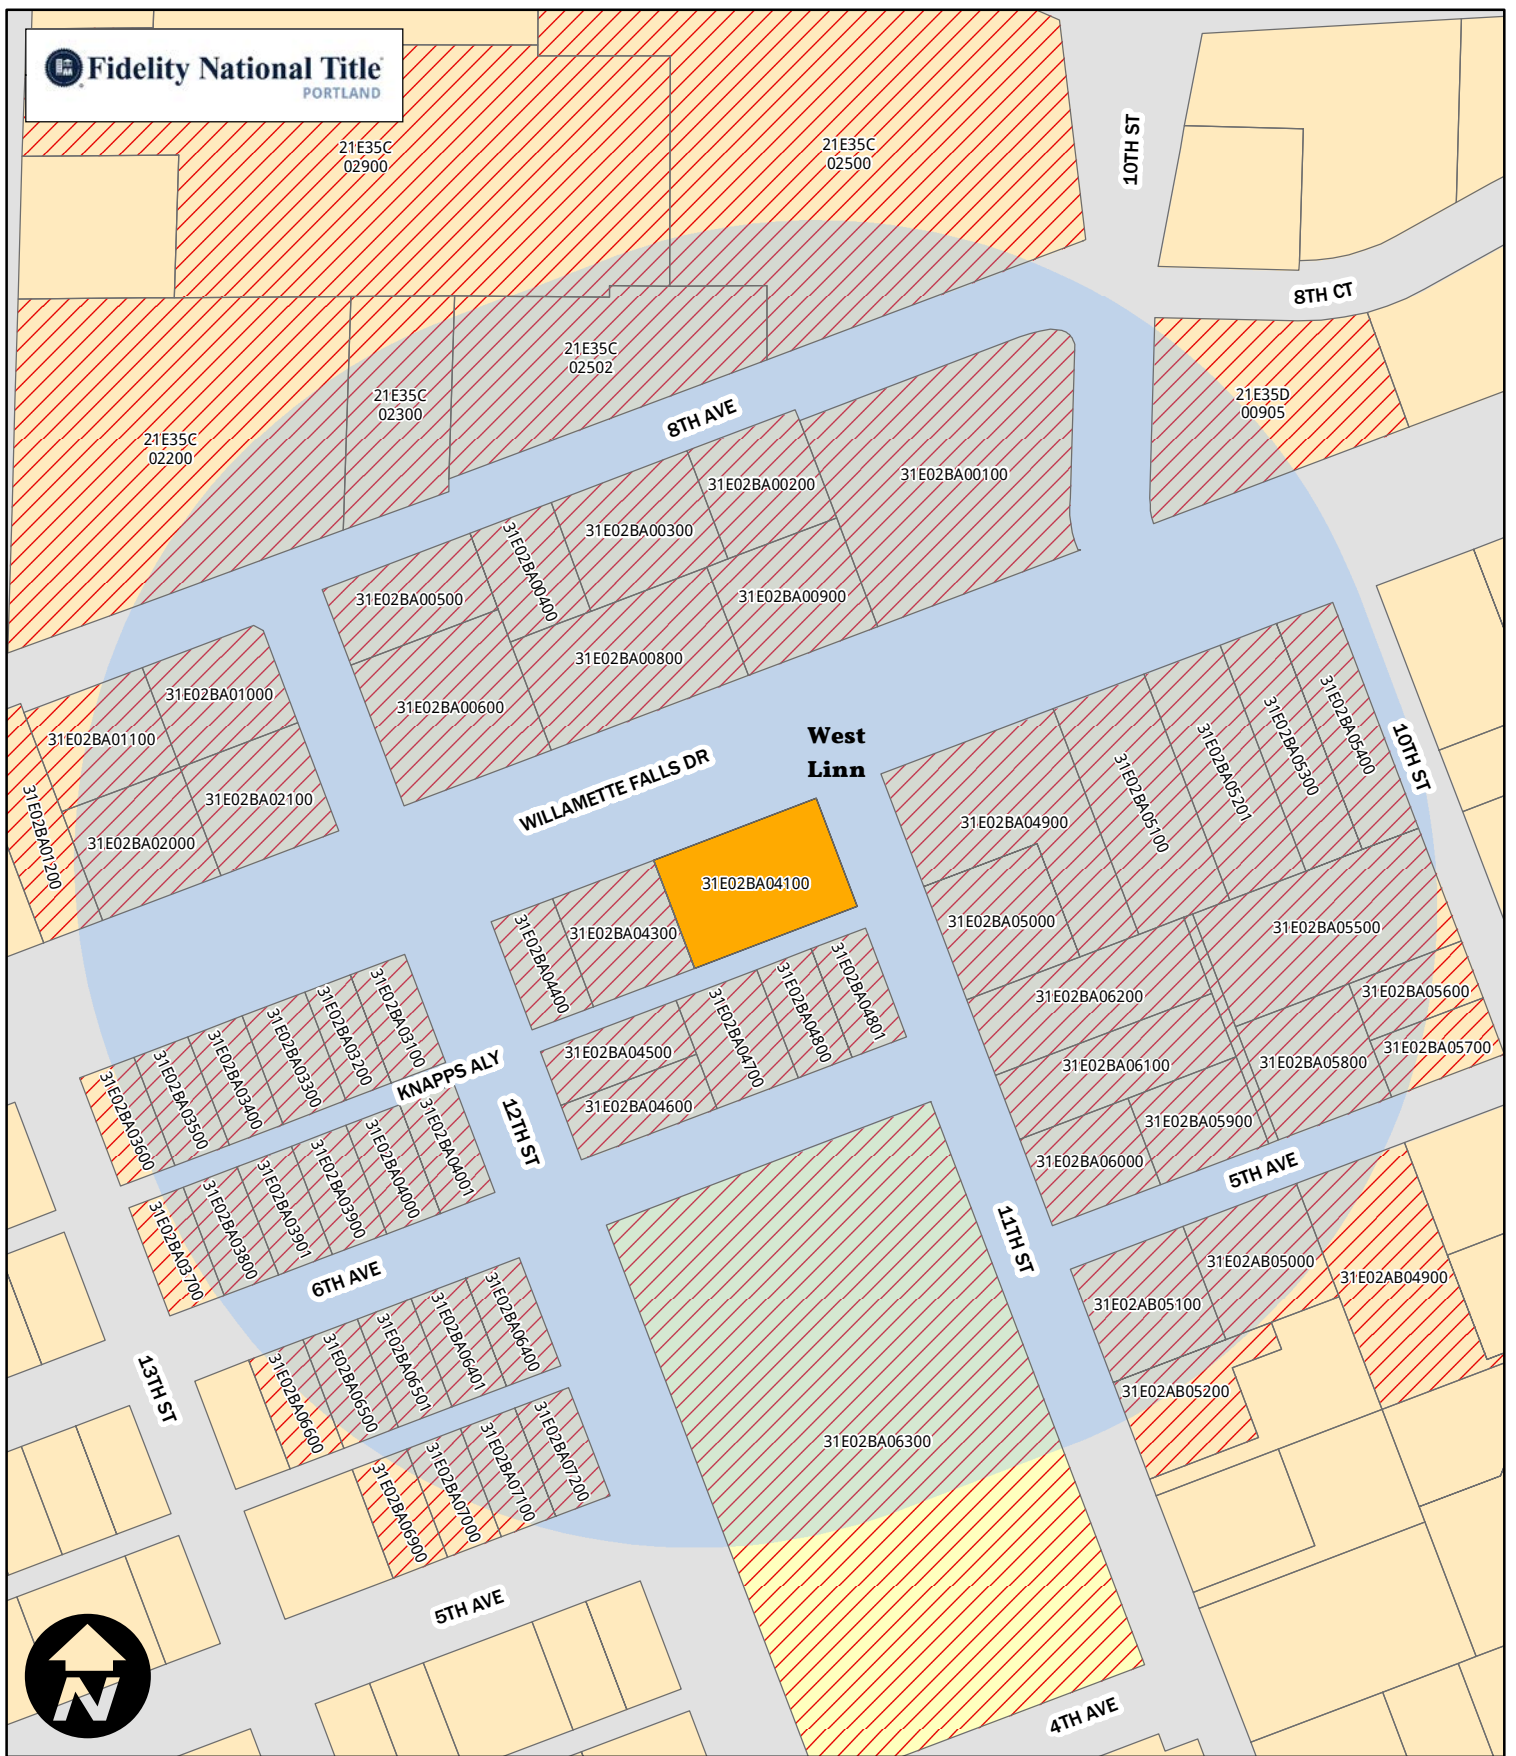 Fidelity National Title
PORTLAND
21E35C
02900
21E35C
02500
10TH ST
8TH CT
21E35C
02502
21E35C
02300
21E35D
00905
21E35C
02200
8TH AVE
31E02BA00200
31E02BA00100
31E02BA00300
31E02BA00400
31E02BA00500
31E02BA00900
31E02BA00800
31E02BA00600
31E02BA01000
31E02BA01100
31E02BA02100
31E02BA02000
31E02BA01200
West
Linn
WILLAMETTE FALLS DR
10TH ST
31E02BA05400
31E02BA05300
31E02BA05201
31E02BA05100
31E02BA04900
31E02BA04100
31E02BA05000
31E02BA04300
31E02BA04400
31E02BA05500
31E02BA05600
31E02BA06200
31E02BA04801
31E02BA04800
31E02BA04700
31E02BA04500
31E02BA04600
31E02BA05700
31E02BA05800
31E02BA06100
31E02BA05900
31E02BA06000
31E02BA03100
31E02BA03200
31E02BA03300
31E02BA03400
31E02BA03500
31E02BA03600
KNAPPS ALY
12TH ST
31E02BA04001
31E02BA04000
31E02BA03900
31E02BA03901
31E02BA03800
31E02BA03700
5TH AVE
11TH ST
6TH AVE
31E02AB05000
31E02AB04900
31E02AB05100
31E02AB05200
31E02BA06400
31E02BA06401
31E02BA06501
31E02BA06500
31E02BA06600
13TH ST
31E02BA06300
31E02BA07200
31E02BA07100
31E02BA07000
31E02BA06900
5TH AVE
4TH AVE
N